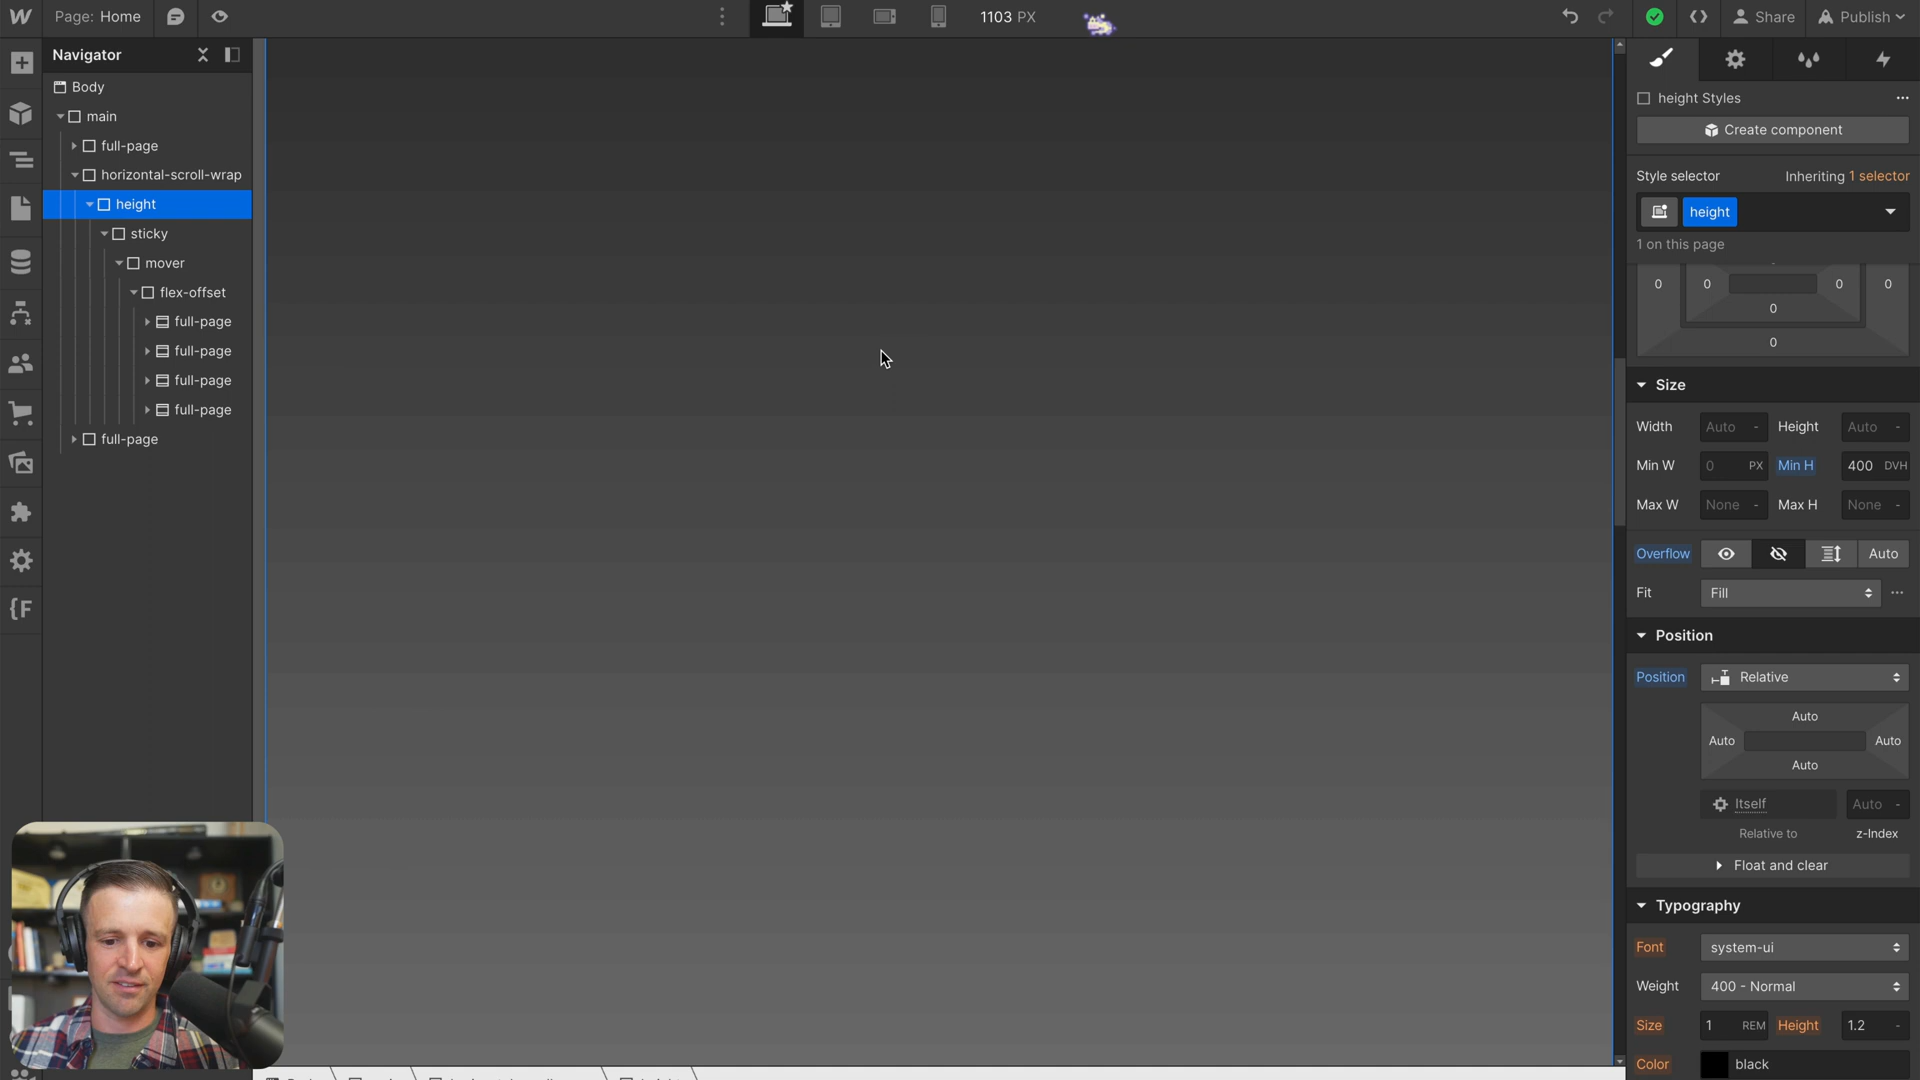 Page: Home
1103 PX
Share
Publish
Navigator
Body
main
full-page
horizontal-scroll-wrap
height
sticky
mover
flex-offset
full-page
full-page
full-page
full-page
full-page
height Styles
Create component
Style selector
Inheriting 1 selector
height
1 on this page
0 0 0 0
0
0
Size
Width Auto - Height Auto -
Min W 0 PX Min H 400 DVH
Max W None - Max H None -
Overflow Auto
Fit Fill
Position
Position Relative
Auto
Auto Auto
Auto
Itself Auto -
Relative to z-Index
Float and clear
Typography
Font system-ui
Weight 400 - Normal
Size 1 REM Height 1.2 -
Color black
{F